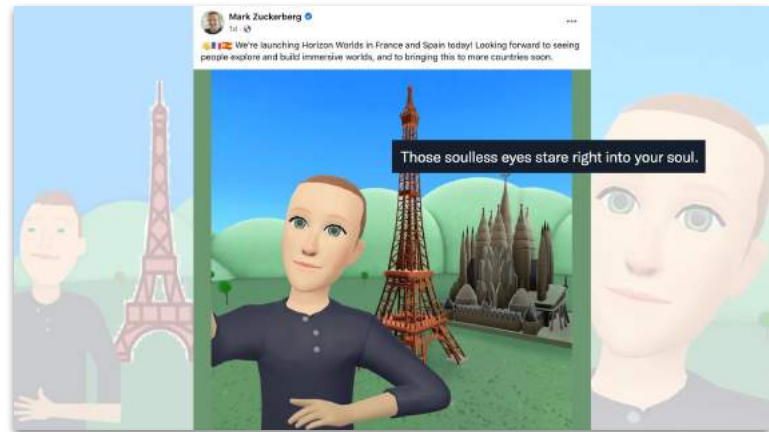 Mark Zuckerberg
1d ·
👋🇫🇷🇪🇸 We're launching Horizon Worlds in France and Spain today! Looking forward to seeing
people explore and build immersive worlds, and to bringing this to more countries soon.
Those soulless eyes stare right into your soul.